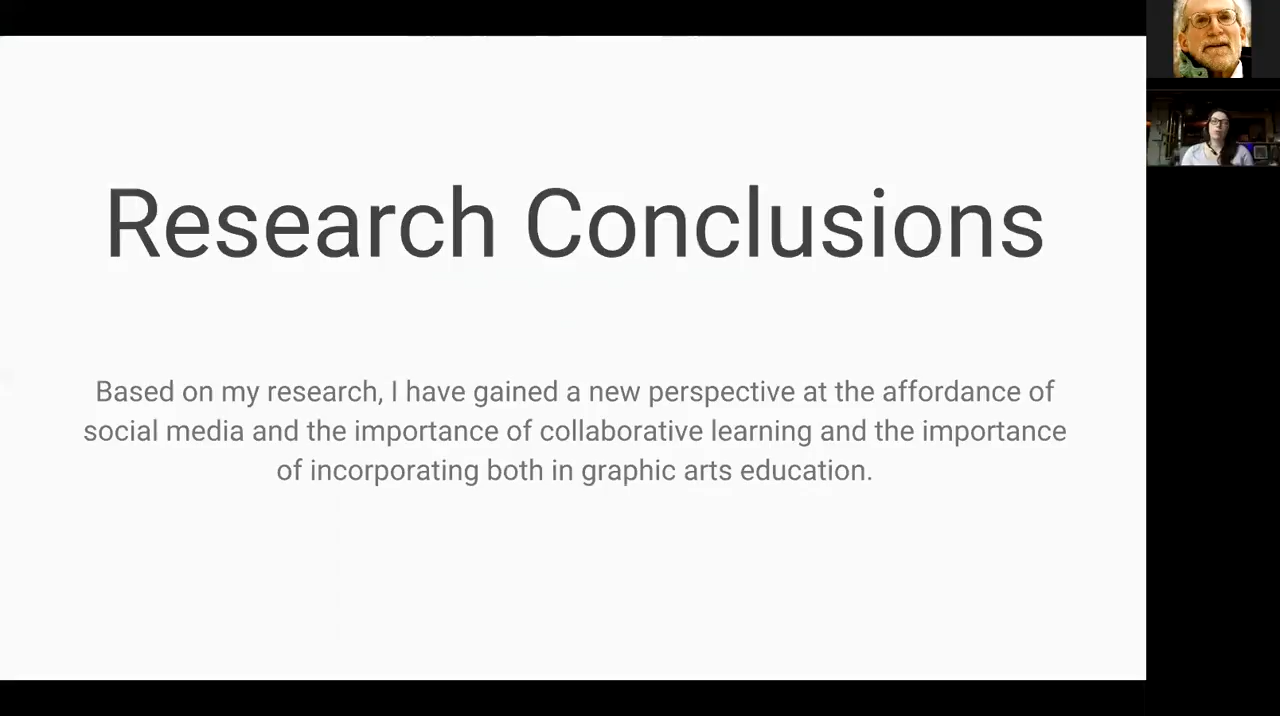 Research Conclusions
Based on my research, I have gained a new perspective at the affordance of
social media and the importance of collaborative learning and the importance
of incorporating both in graphic arts education.